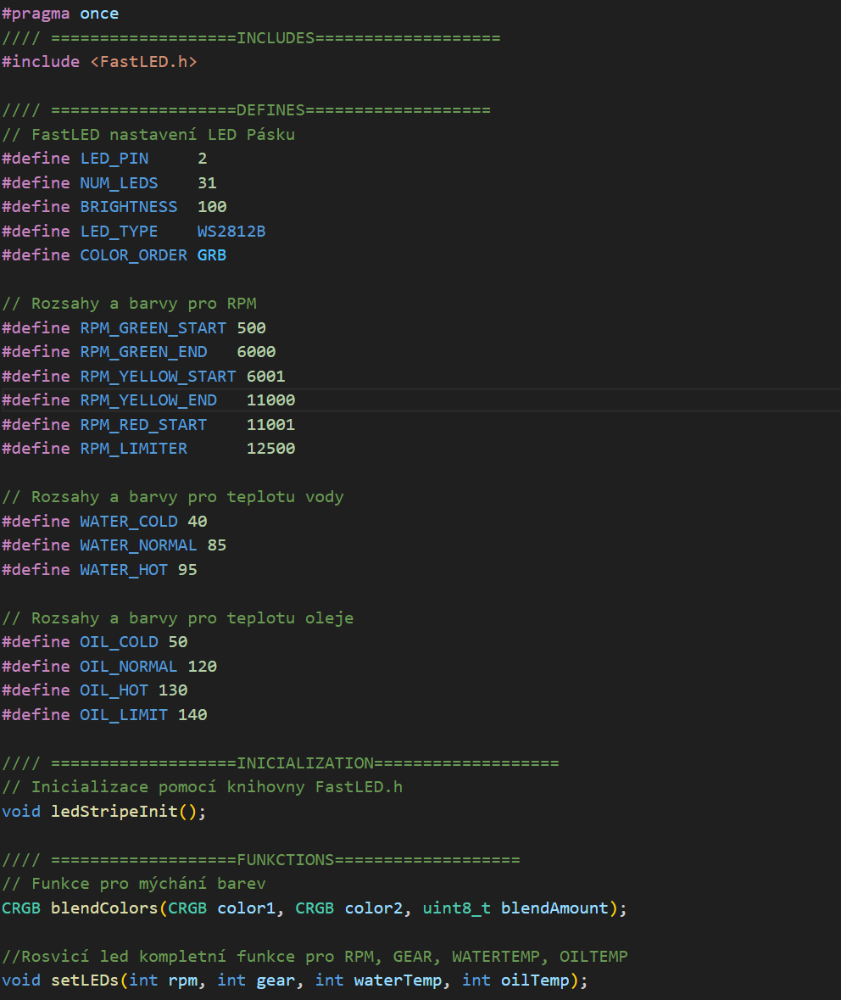 #pragma once
//// ===================INCLUDES===================
#include <FastLED.h>
//// ===================DEFINES===================
// FastLED nastavení LED Pásku
#define LED_PIN     2
#define NUM_LEDS    31
#define BRIGHTNESS  100
#define LED_TYPE    WS2812B
#define COLOR_ORDER GRB
// Rozsahy a barvy pro RPM
#define RPM_GREEN_START 500
#define RPM_GREEN_END   6000
#define RPM_YELLOW_START 6001
#define RPM_YELLOW_END   11000
#define RPM_RED_START    11001
#define RPM_LIMITER      12500
// Rozsahy a barvy pro teplotu vody
#define WATER_COLD 40
#define WATER_NORMAL 85
#define WATER_HOT 95
// Rozsahy a barvy pro teplotu oleje
#define OIL_COLD 50
#define OIL_NORMAL 120
#define OIL_HOT 130
#define OIL_LIMIT 140
//// ===================INICIALIZATION===================
// Inicializace pomocí knihovny FastLED.h
void ledStripeInit();
//// ===================FUNKCTIONS===================
// Funkce pro mýchání barev
CRGB blendColors(CRGB color1, CRGB color2, uint8_t blendAmount);
//Rosvicí led kompletní funkce pro RPM, GEAR, WATERTEMP, OILTEMP
void setLEDs(int rpm, int gear, int waterTemp, int oilTemp);